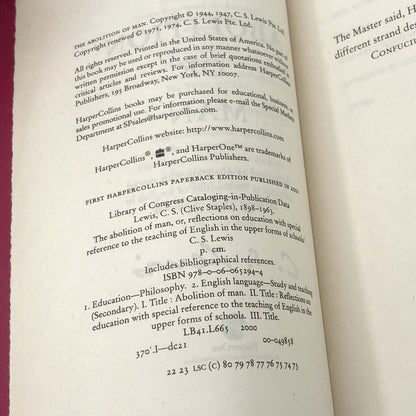 THE ABOLITION OF MAN. Copyright © 1944, 1947, C. S. Lewis Pte. Ltd.
Copyright renewed © 1971, 1974, C. S. Lewis Pte. Ltd.
All rights reserved. Printed in the United States of America. No part of
this book may be used or reproduced in any manner whatsoever without
written permission except in the case of brief quotations embodied in
critical articles and reviews. For information address HarperCollins
Publishers, 195 Broadway, New York, NY 10007.
HarperCollins books may be purchased for educational, business, or
sales promotional use. For information, please e-mail the Special Markets
Department at SPsales@harpercollins.com.
HarperCollins website: http://www.harpercollins.com
HarperCollins®, ®, and HarperOne™ are trademarks of
HarperCollins Publishers.
FIRST HARPERCOLLINS PAPERBACK EDITION PUBLISHED IN 2001
Library of Congress Cataloging-in-Publication Data
Lewis, C. S. (Clive Staples), 1898–1963.
The abolition of man, or, reflections on education with special
reference to the teaching of English in the upper forms of schools/
C. S. Lewis
p. cm.
Includes bibliographical references.
ISBN 978–0–06–065294–4
1. Education—Philosophy. 2. English language—Study and teaching
(Secondary). I. Title : Abolition of man. II. Title : Reflections on
education with special reference to the teaching of English in the
upper forms of schools. III. Title.
LB41.L665 2000
370'.1—dc21 00-049858
22 23 LSC (C) 80 79 78 77 76 75 74 73
The Master said, H
different strand des
CONFUCI